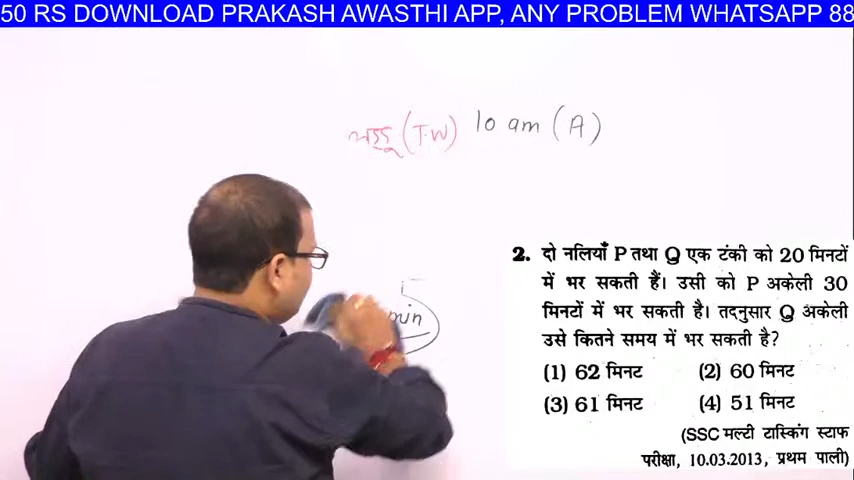 50 RS DOWNLOAD PRAKASH AWASTHI APP, ANY PROBLEM WHATSAPP 88
लड्डू (T.W) 10 am (A)
min
2. दो नलियाँ P तथा Q एक टंकी को 20 मिनटों
में भर सकती हैं। उसी को P अकेली 30
मिनटों में भर सकती है। तदनुसार Q अकेली
उसे कितने समय में भर सकती है?
(1) 62 मिनट (2) 60 मिनट
(3) 61 मिनट (4) 51 मिनट
(SSC मल्टी टास्किंग स्टाफ
परीक्षा, 10.03.2013, प्रथम पाली)